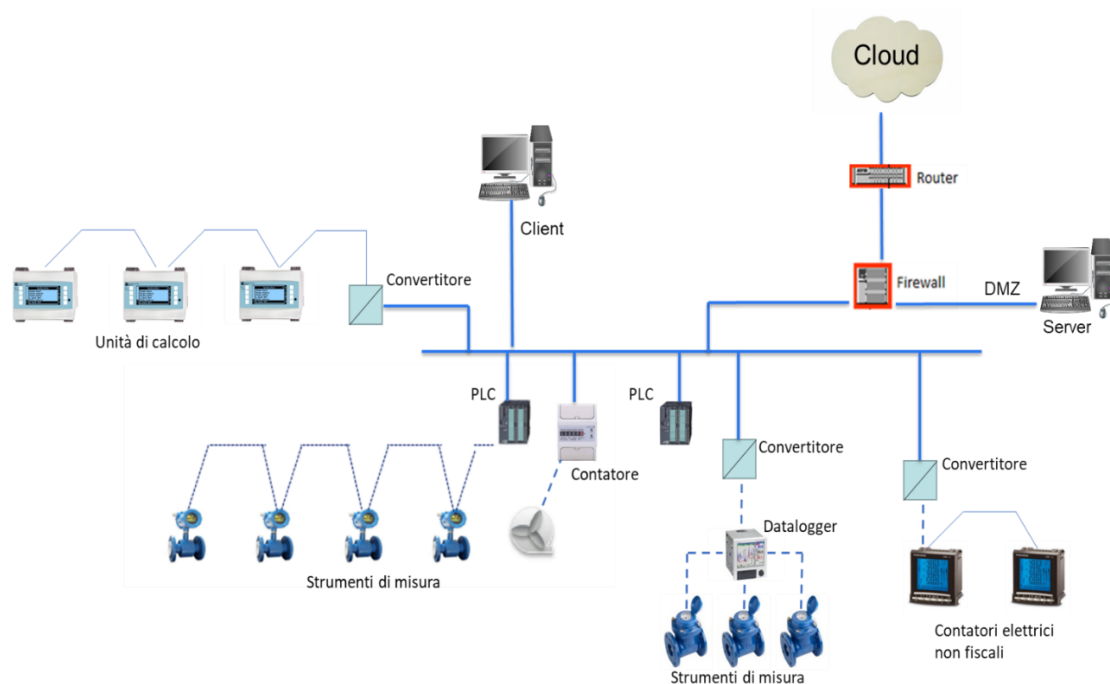 Cloud
Router
Client
Convertitore
Firewall
DMZ
Server
Unità di calcolo
PLC
PLC
Contatore
Convertitore
Convertitore
Datalogger
Strumenti di misura
Contatori elettrici
non fiscali
Strumenti di misura